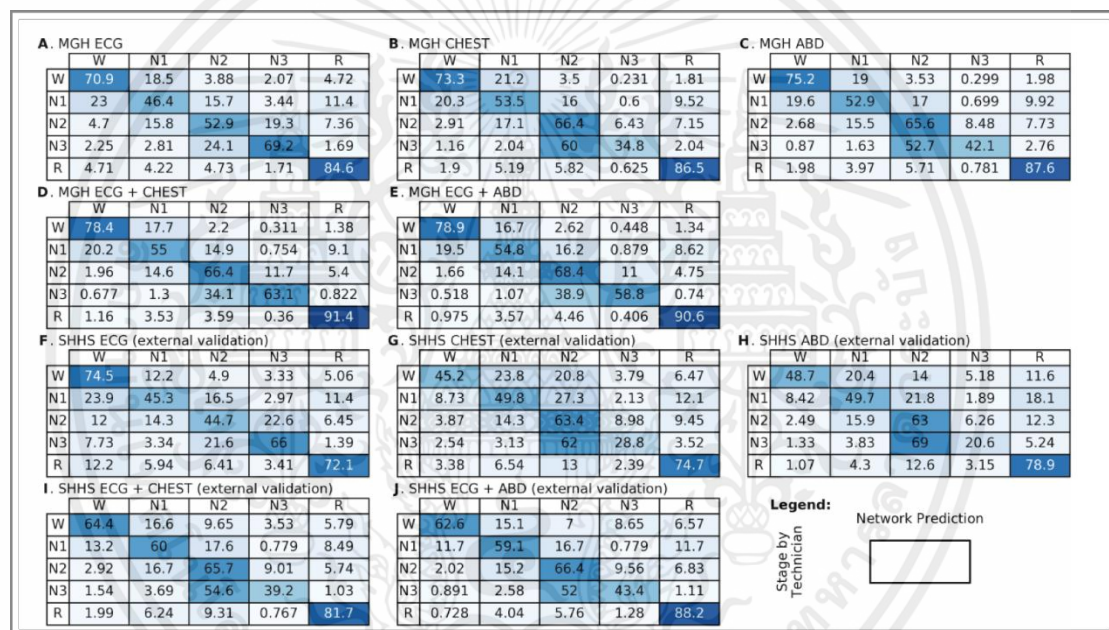 A. MGH ECG B. MGH CHEST C. MGH ABD
W N1 N2 N3 R W N1 N2 N3 R W N1 N2 N3 R
W 70.9 18.5 3.88 2.07 4.72 W 73.3 21.2 3.5 0.231 1.81 W 75.2 19 3.53 0.299 1.98
N1 23 46.4 15.7 3.44 11.4 N1 20.3 53.5 16 0.6 9.52 N1 19.6 52.9 17 0.699 9.92
N2 4.7 15.8 52.9 19.3 7.36 N2 2.91 17.1 66.4 6.43 7.15 N2 2.68 15.5 65.6 8.48 7.73
N3 2.25 2.81 24.1 69.2 1.69 N3 1.16 2.04 60 34.8 2.04 N3 0.87 1.63 52.7 42.1 2.76
R 4.71 4.22 4.73 1.71 84.6 R 1.9 5.19 5.82 0.625 86.5 R 1.98 3.97 5.71 0.781 87.6
D. MGH ECG + CHEST E. MGH ECG + ABD
W N1 N2 N3 R W N1 N2 N3 R
W 78.4 17.7 2.2 0.311 1.38 W 78.9 16.7 2.62 0.448 1.34
N1 20.2 55 14.9 0.754 9.1 N1 19.5 54.8 16.2 0.879 8.62
N2 1.96 14.6 66.4 11.7 5.4 N2 1.66 14.1 68.4 11 4.75
N3 0.677 1.3 34.1 63.1 0.822 N3 0.518 1.07 38.9 58.8 0.74
R 1.16 3.53 3.59 0.36 91.4 R 0.975 3.57 4.46 0.406 90.6
F. SHHS ECG (external validation) G. SHHS CHEST (external validation) H. SHHS ABD (external validation)
W N1 N2 N3 R W N1 N2 N3 R W N1 N2 N3 R
W 74.5 12.2 4.9 3.33 5.06 W 45.2 23.8 20.8 3.79 6.47 W 48.7 20.4 14 5.18 11.6
N1 23.9 45.3 16.5 2.97 11.4 N1 8.73 49.8 27.3 2.13 12.1 N1 8.42 49.7 21.8 1.89 18.1
N2 12 14.3 44.7 22.6 6.45 N2 3.87 14.3 63.4 8.98 9.45 N2 2.49 15.9 63 6.26 12.3
N3 7.73 3.34 21.6 66 1.39 N3 2.54 3.13 62 28.8 3.52 N3 1.33 3.83 69 20.6 5.24
R 12.2 5.94 6.41 3.41 72.1 R 3.38 6.54 13 2.39 74.7 R 1.07 4.3 12.6 3.15 78.9
I. SHHS ECG + CHEST (external validation) J. SHHS ECG + ABD (external validation)
W N1 N2 N3 R W N1 N2 N3 R Legend:
W 64.4 16.6 9.65 3.53 5.79 W 62.6 15.1 7 8.65 6.57 Network Prediction
N1 13.2 60 17.6 0.779 8.49 N1 11.7 59.1 16.7 0.779 11.7
N2 2.92 16.7 65.7 9.01 5.74 N2 2.02 15.2 66.4 9.56 6.83
N3 1.54 3.69 54.6 39.2 1.03 N3 0.891 2.58 52 43.4 1.11
R 1.99 6.24 9.31 0.767 81.7 R 0.728 4.04 5.76 1.28 88.2
Stage by
Technician